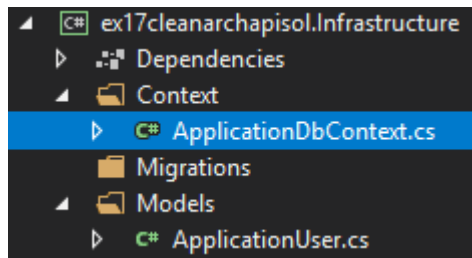 C# ex17cleanarchapisol.Infrastructure
Dependencies
Context
C# ApplicationDbContext.cs
Migrations
Models
C# ApplicationUser.cs